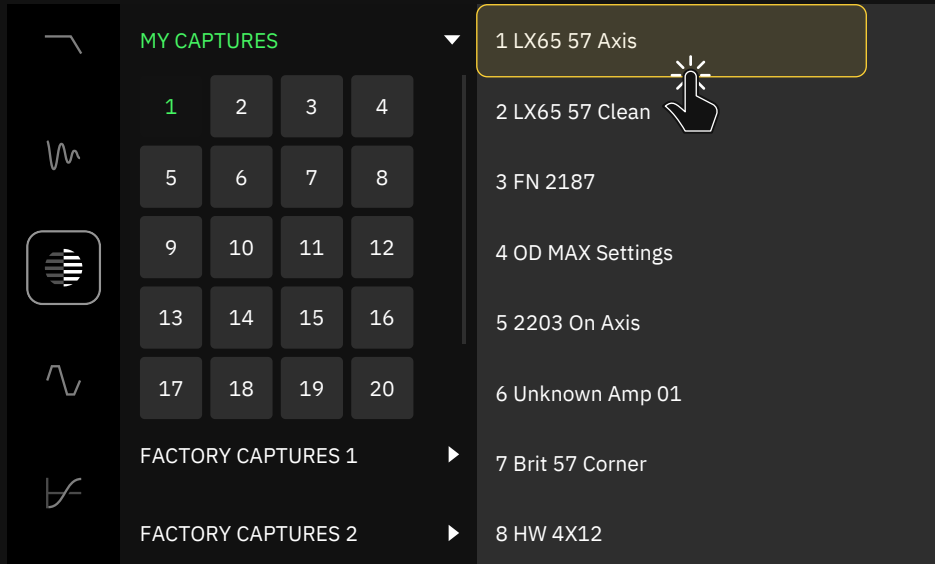 MY CAPTURES
1 2 3 4
5 6 7 8
9 10 11 12
13 14 15 16
17 18 19 20
FACTORY CAPTURES 1
FACTORY CAPTURES 2
1 LX65 57 Axis
2 LX65 57 Clean
3 FN 2187
4 OD MAX Settings
5 2203 On Axis
6 Unknown Amp 01
7 Brit 57 Corner
8 HW 4X12